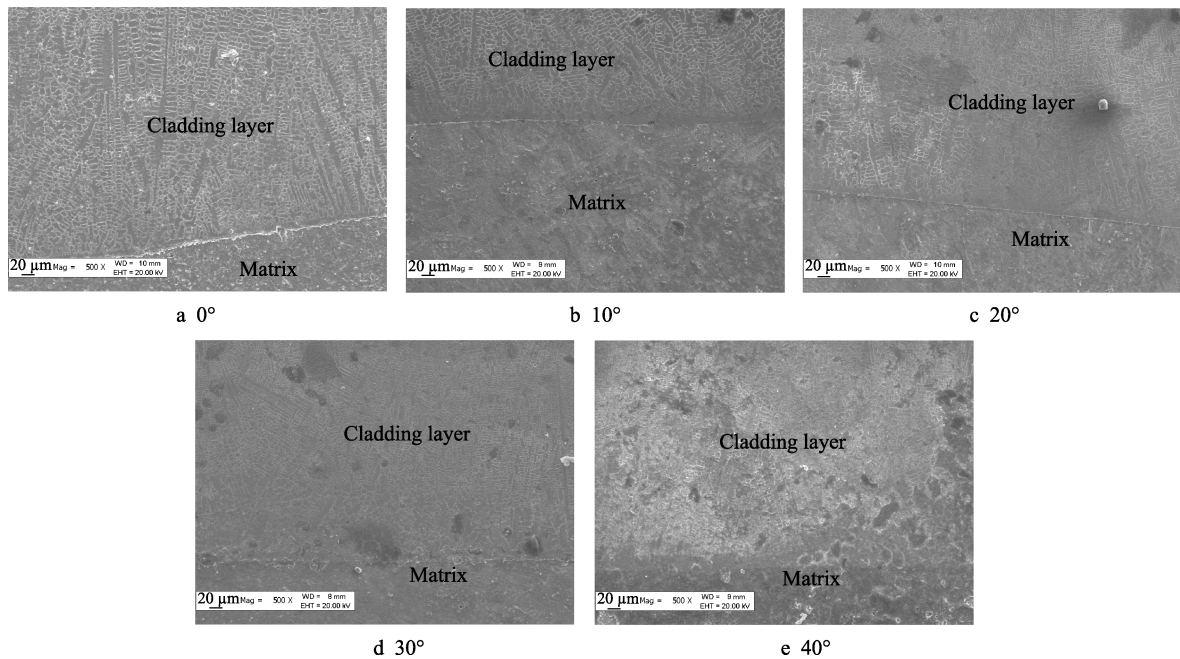 Cladding layer
Matrix
20 μm Mag = 500 X WD = 10 mm
EHT = 20.00 kV
a 0°
Cladding layer
Matrix
20 μm Mag = 500 X WD = 9 mm
EHT = 20.00 kV
b 10°
Cladding layer
Matrix
20 μm Mag = 500 X WD = 10 mm
EHT = 20.00 kV
c 20°
Cladding layer
Matrix
20 μm Mag = 500 X WD = 8 mm
EHT = 20.00 kV
d 30°
Cladding layer
Matrix
20 μm Mag = 500 X WD = 9 mm
EHT = 20.00 kV
e 40°